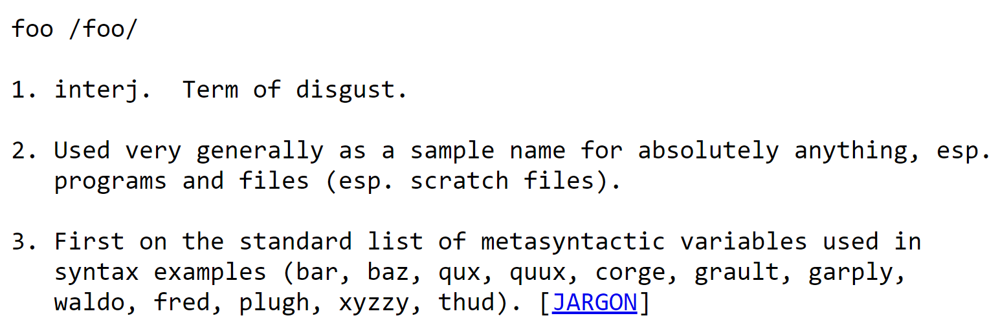 foo /foo/
1. interj.  Term of disgust.
2. Used very generally as a sample name for absolutely anything, esp.
programs and files (esp. scratch files).
3. First on the standard list of metasyntactic variables used in
syntax examples (bar, baz, qux, quux, corge, grault, garply,
waldo, fred, plugh, xyzzy, thud). [JARGON]